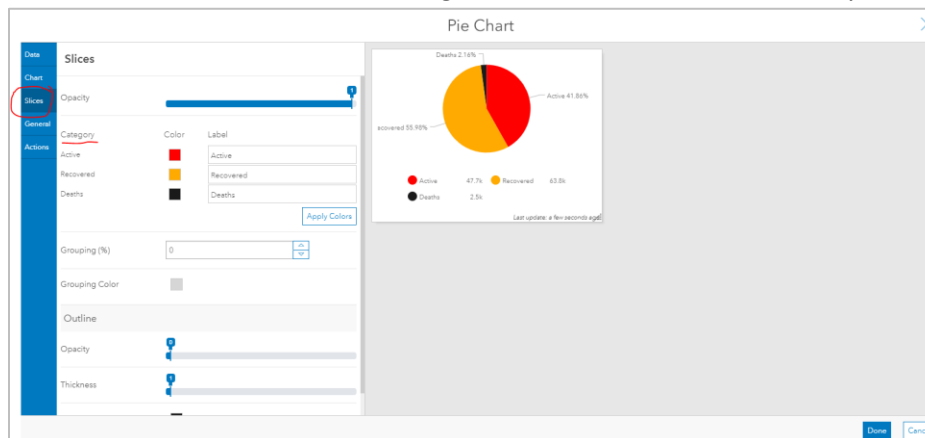 Pie Chart
Data
Chart
Slices
General
Actions
Slices
Opacity
1
Category Color Label
Active Active
Recovered Recovered
Deaths Deaths
Apply Colors
Grouping (%) 0
Grouping Color
Outline
Opacity
0
Thickness
1
Deaths 2.16%
Active 41.86%
ecovered 55.98%
Active 47.7k Recovered 63.8k
Deaths 2.5k
Last update: a few seconds ago
Done Canc